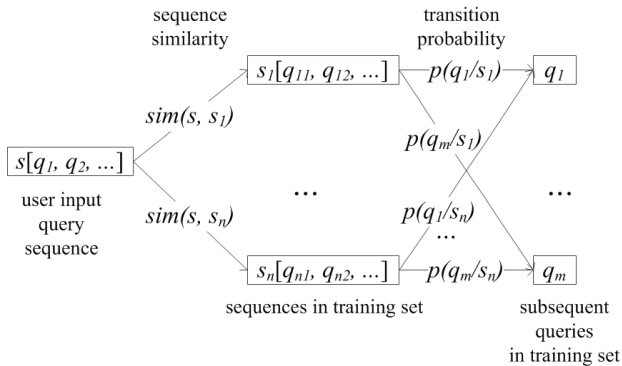 sequence
similarity
transition
probability
s1[q11, q12, ...]
p(q1/s1)
q1
sim(s, s1)
p(qm/s1)
s[q1, q2, ...]
...
...
user input
query
sequence
sim(s, sn)
p(q1/sn)
...
sn[qn1, qn2, ...]
p(qm/sn)
qm
sequences in training set
subsequent
queries
in training set